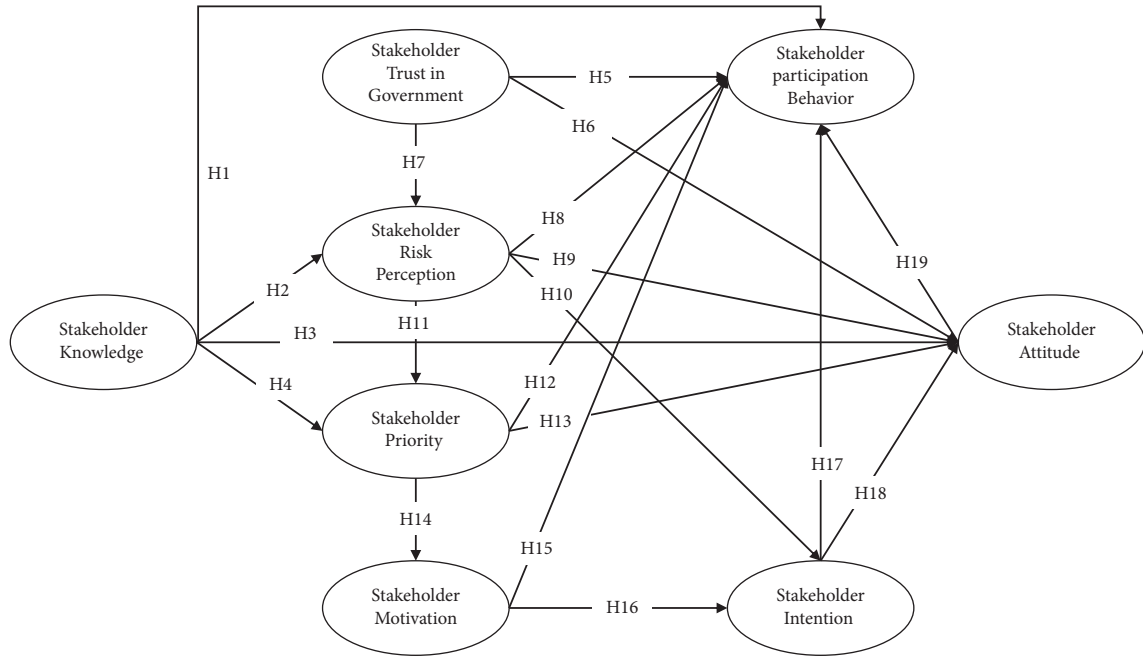 Stakeholder
Trust in
Government
H5
Stakeholder
participation
Behavior
H6
H1
H7
H8
Stakeholder
Risk
Perception
H9
H19
H2
H10
Stakeholder
Knowledge
H3
H11
Stakeholder
Attitude
H4
H12
Stakeholder
Priority
H13
H17
H18
H14
H15
Stakeholder
Motivation
H16
Stakeholder
Intention